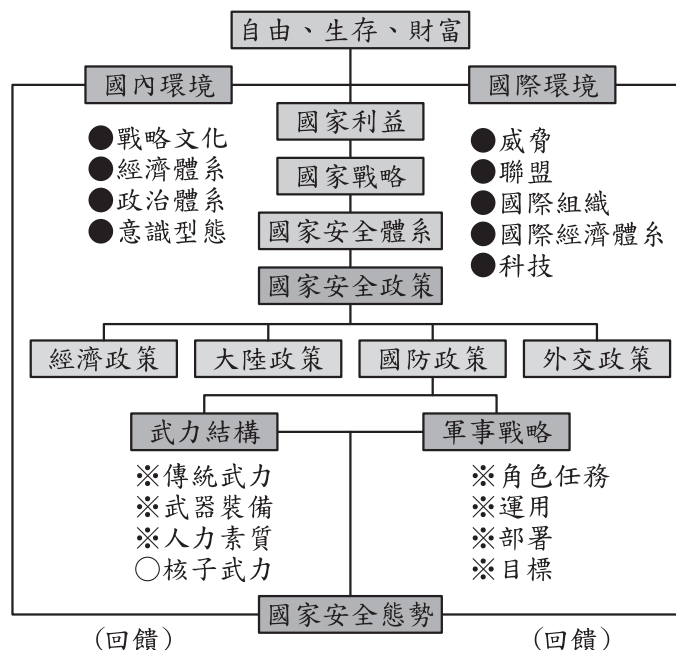 自由、生存、財富
國內環境
國際環境
國家利益
●戰略文化
●經濟體系
●政治體系
●意識型態
●威脅
●聯盟
●國際組織
●國際經濟體糸
●科技
國家戰略
國家安全體系
國家安全政策
經濟政策
大陸政策
國防政策
外交政策
武力結構
軍事戰略
※傳統武力
※武器裝備
※人力素質
○核子武力
※角色任務
※運用
※部署
※目標
國家安全態勢
(回饋)
(回饋)